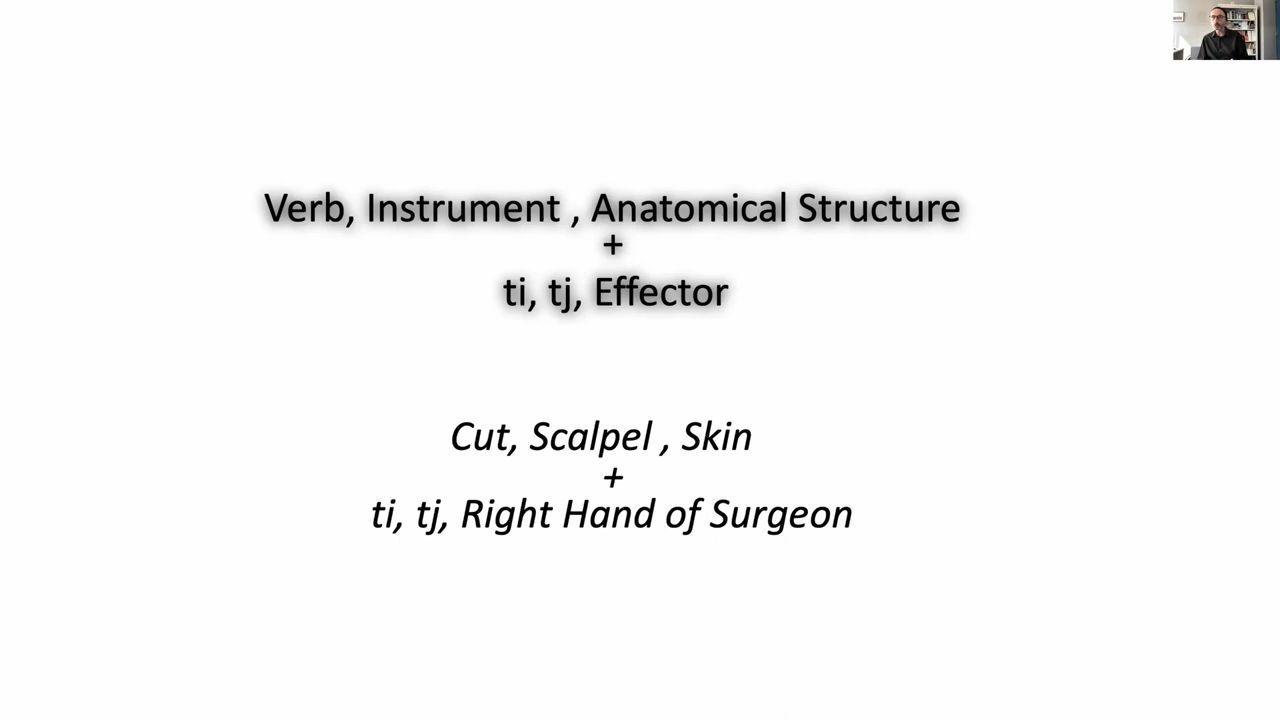 Verb, Instrument , Anatomical Structure
+
ti, tj, Effector
Cut, Scalpel , Skin
+
ti, tj, Right Hand of Surgeon